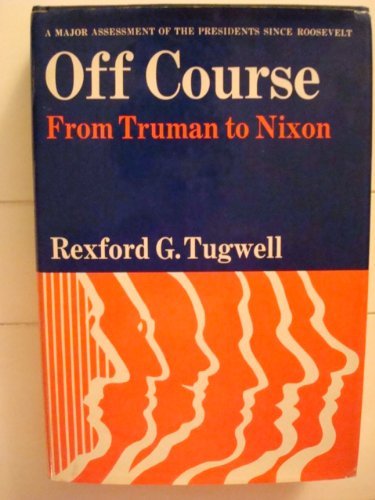 A MAJOR ASSESSMENT OF THE PRESIDENTS SINCE ROOSEVELT
Off Course
From Truman to Nixon
Rexford G. Tugwell